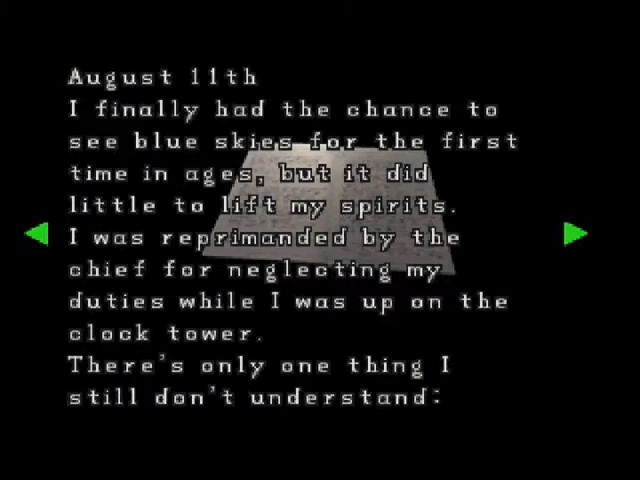 August 11th
I finally had the chance to
see blue skies for the first
time in ages, but it did
little to lift my spirits.
I was reprimanded by the
chief for neglecting my
duties while I was up on the
clock tower.
There's only one thing I
still don't understand: